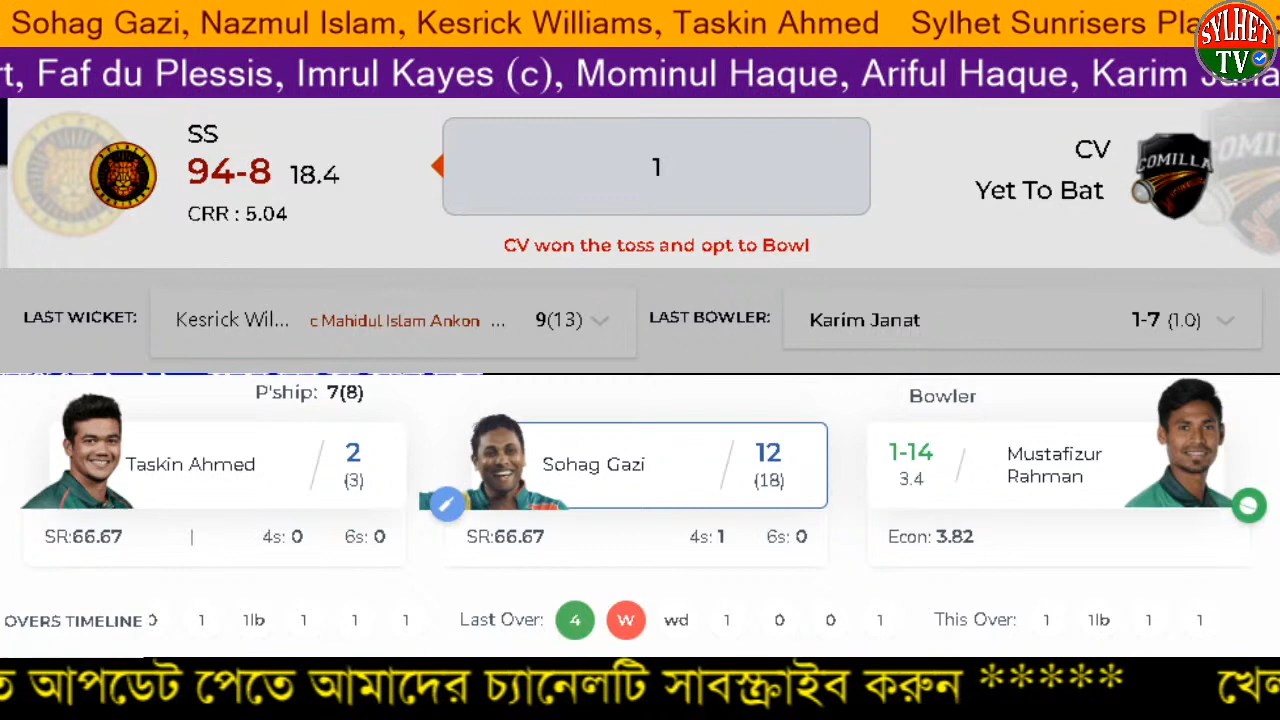 Sohag Gazi, Nazmul Islam, Kesrick Williams, Taskin Ahmed Sylhet Sunrisers Pla
SYLHET
TV
t, Faf du Plessis, Imrul Kayes (c), Mominul Haque, Ariful Haque, Karim Jana
SS
94-8 18.4
CRR : 5.04
1
CV
Yet To Bat
COMILLA
CV won the toss and opt to Bowl
LAST WICKET: Kesrick Wil... c Mahidul Islam Ankon ... 9(13)
LAST BOWLER: Karim Janat 1-7 (1.0)
P'ship: 7(8)
Taskin Ahmed 2
(3)
SR:66.67 | 4s: 0 6s: 0
Sohag Gazi 12
(18)
SR:66.67 4s: 1 6s: 0
Bowler
1-14
3.4
Mustafizur
Rahman
Econ: 3.82
OVERS TIMELINE 0 1 1lb 1 1 1 Last Over: 4 W wd 1 0 0 1 This Over: 1 1lb 1 1
ত আপডেট পেতে আমাদের চ্যানেলটি সাবস্ক্রাইব করুন ***** খেল